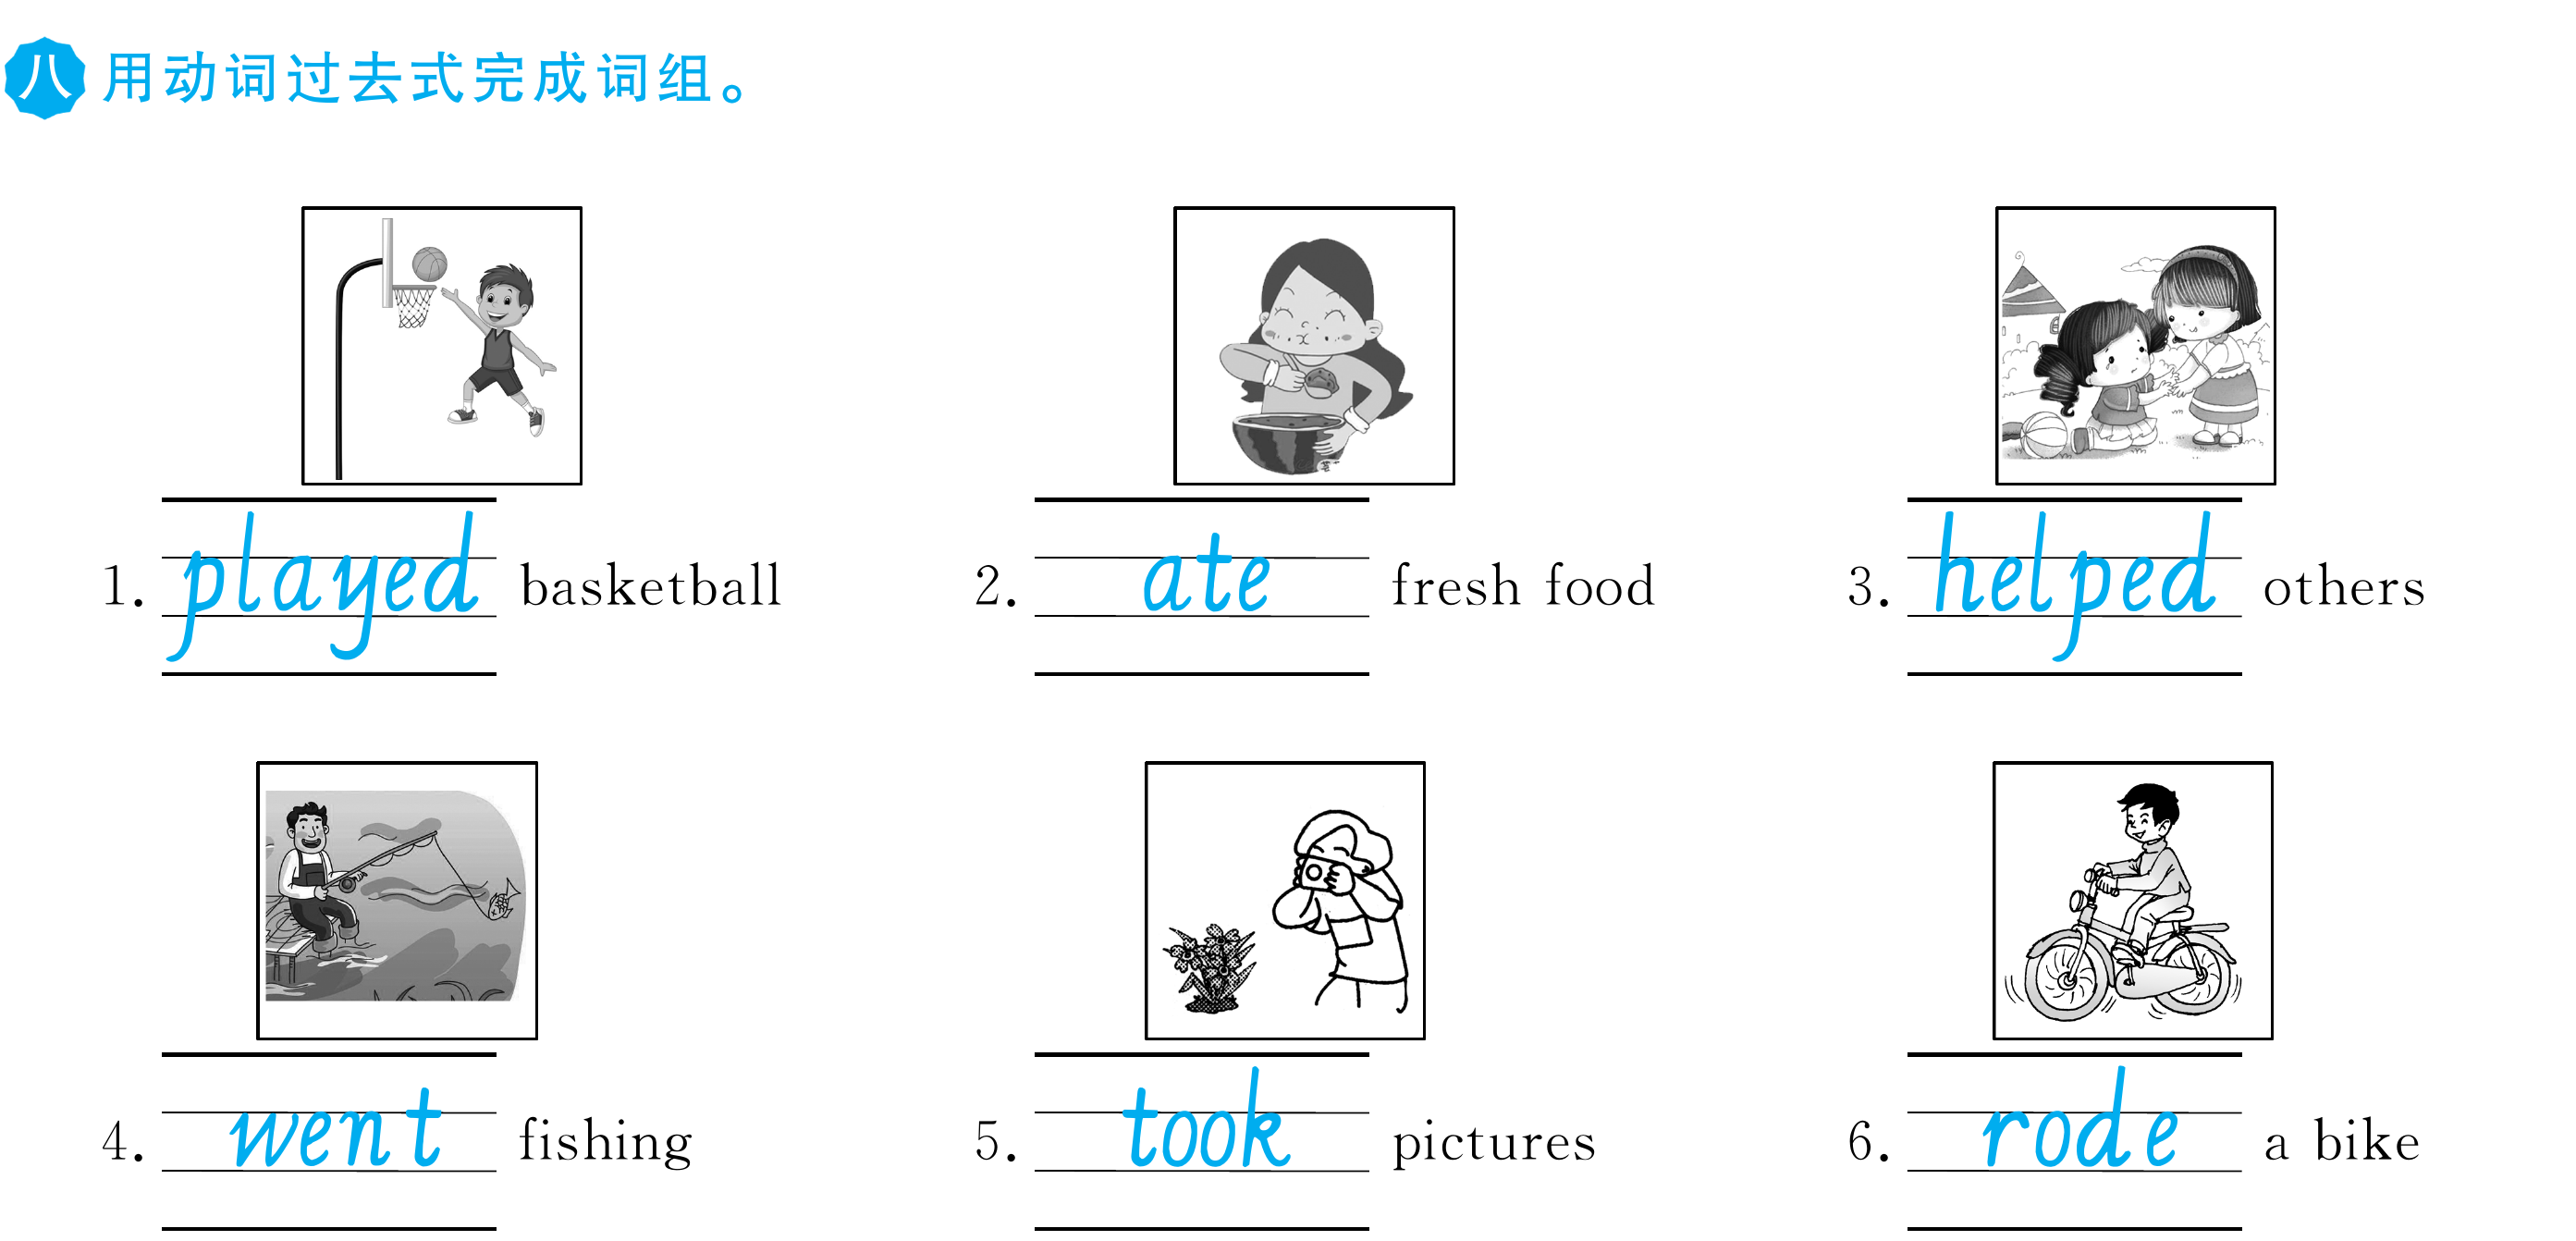 八 用动词过去式完成词组。
1. played basketball 2. ate fresh food 3. helped others
4. went fishing 5. took pictures 6. rode a bike